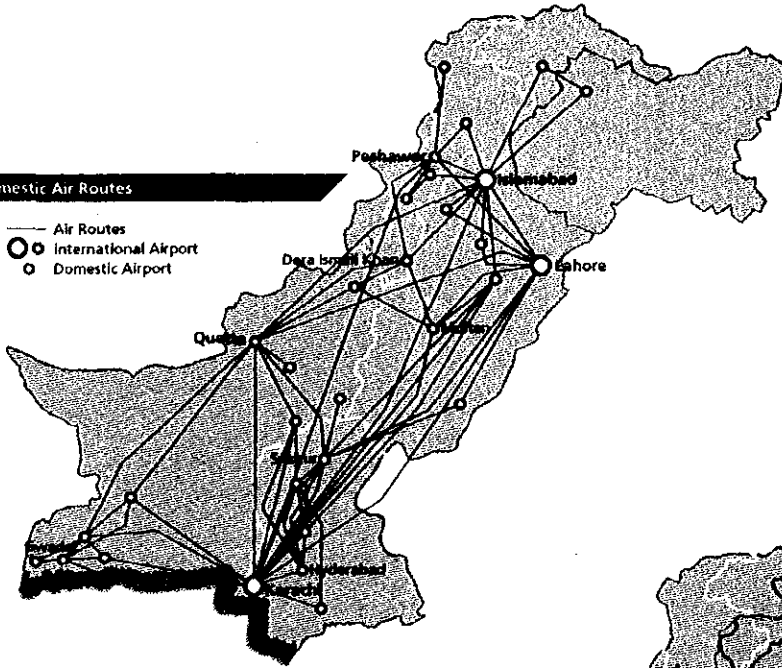 mestic Air Routes
Air Routes
International Airport
Domestic Airport
Peshawar
Islamabad
Dera Ismail Khan
Lahore
Multan
Quetta
Sukkur
Hyderabad
Karachi